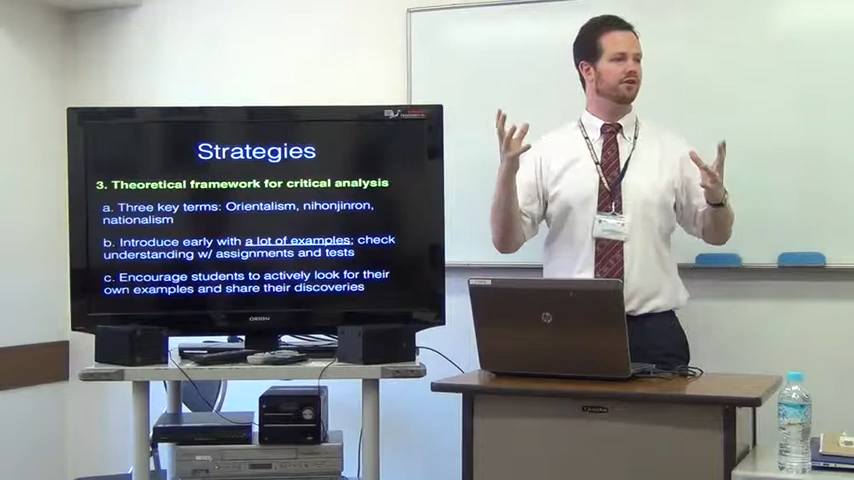 Strategies
3. Theoretical framework for critical analysis
a. Three key terms: Orientalism, nihonjinron,
nationalism
b. Introduce early with a lot of examples; check
understanding w/ assignments and tests
c. Encourage students to actively look for their
own examples and share their discoveries
ORION
hp